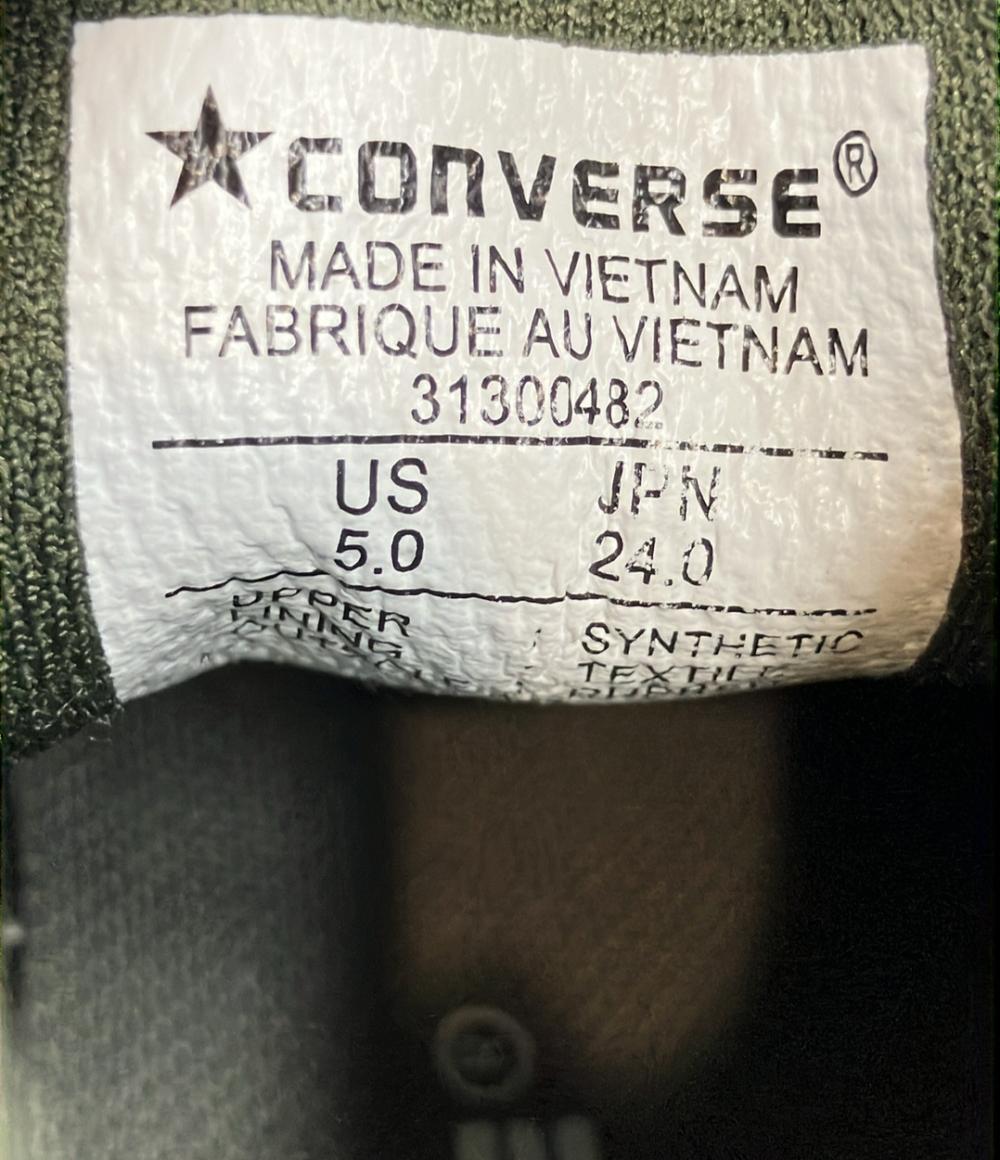 ★CONVERSE®
MADE IN VIETNAM
FABRIQUE AU VIETNAM
31300482
US JPN
5.0 24.0
UPPER : SYNTHETIC
LINING : TEXTILE